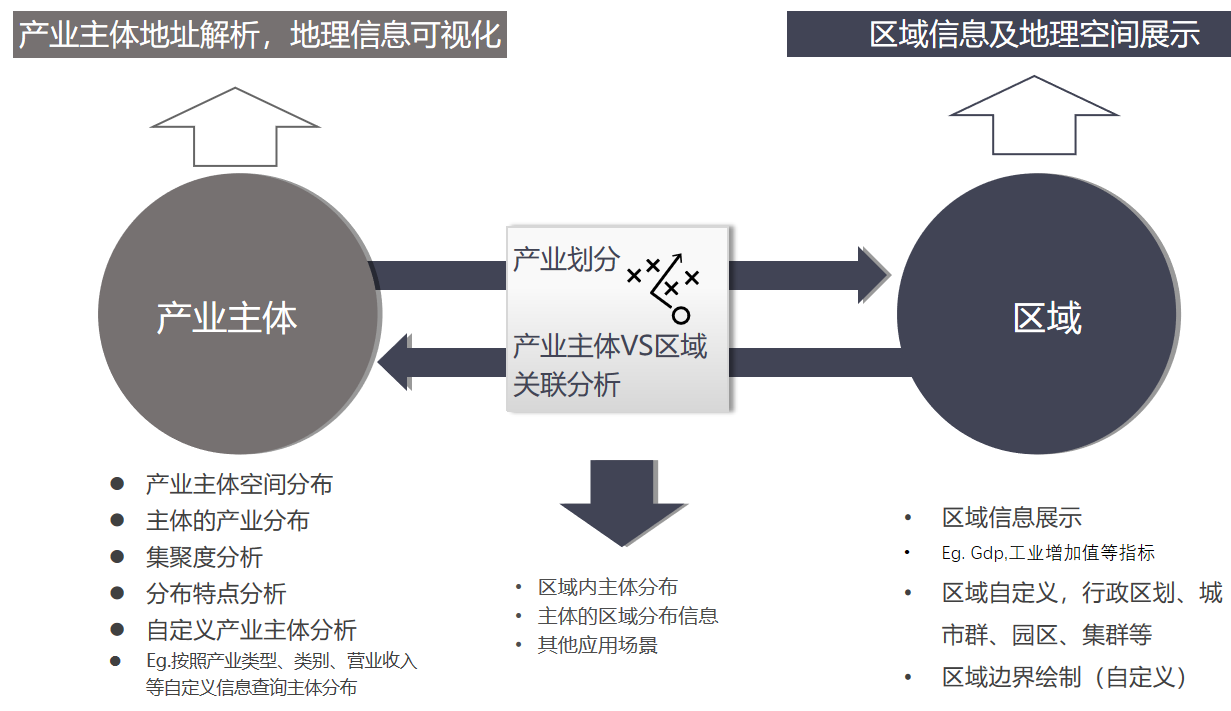 产业主体地址解析，地理信息可视化
区域信息及地理空间展示
产业主体
产业划分
产业主体VS区域
关联分析
区域
产业主体空间分布
主体的产业分布
集聚度分析
分布特点分析
自定义产业主体分析
Eg.按照产业类型、类别、营业收入
等自定义信息查询主体分布
区域内主体分布
主体的区域分布信息
其他应用场景
区域信息展示
Eg. Gdp,工业增加值等指标
区域自定义，行政区划、城
市群、园区、集群等
区域边界绘制（自定义）